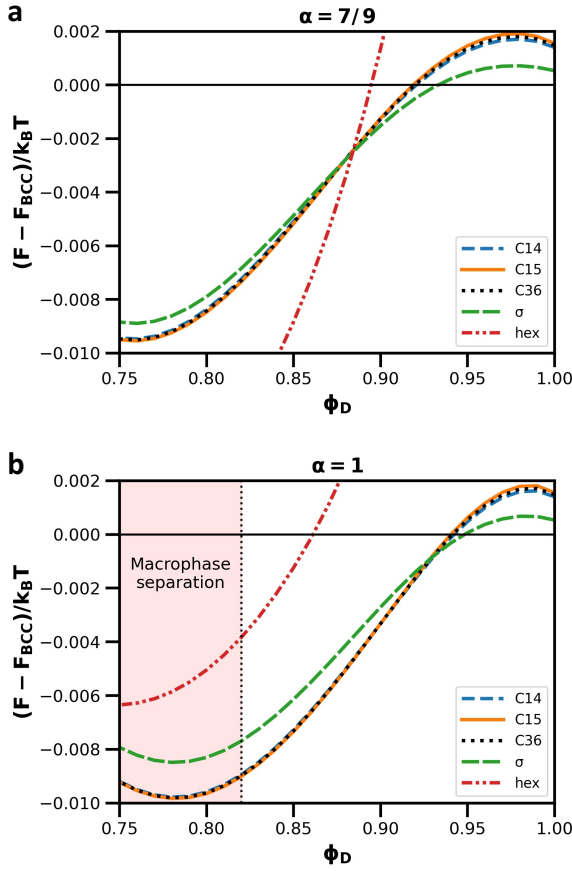 a
α = 7/9
0.002
0.000
−0.002
−0.004
−0.006
−0.008
−0.010
(F − F_BCC)/k_BT
C14
C15
C36
σ
hex
0.75 0.80 0.85 0.90 0.95 1.00
ϕ_D
b
α = 1
0.002
0.000
−0.002
−0.004
−0.006
−0.008
−0.010
(F − F_BCC)/k_BT
Macrophase
separation
C14
C15
C36
σ
hex
0.75 0.80 0.85 0.90 0.95 1.00
ϕ_D